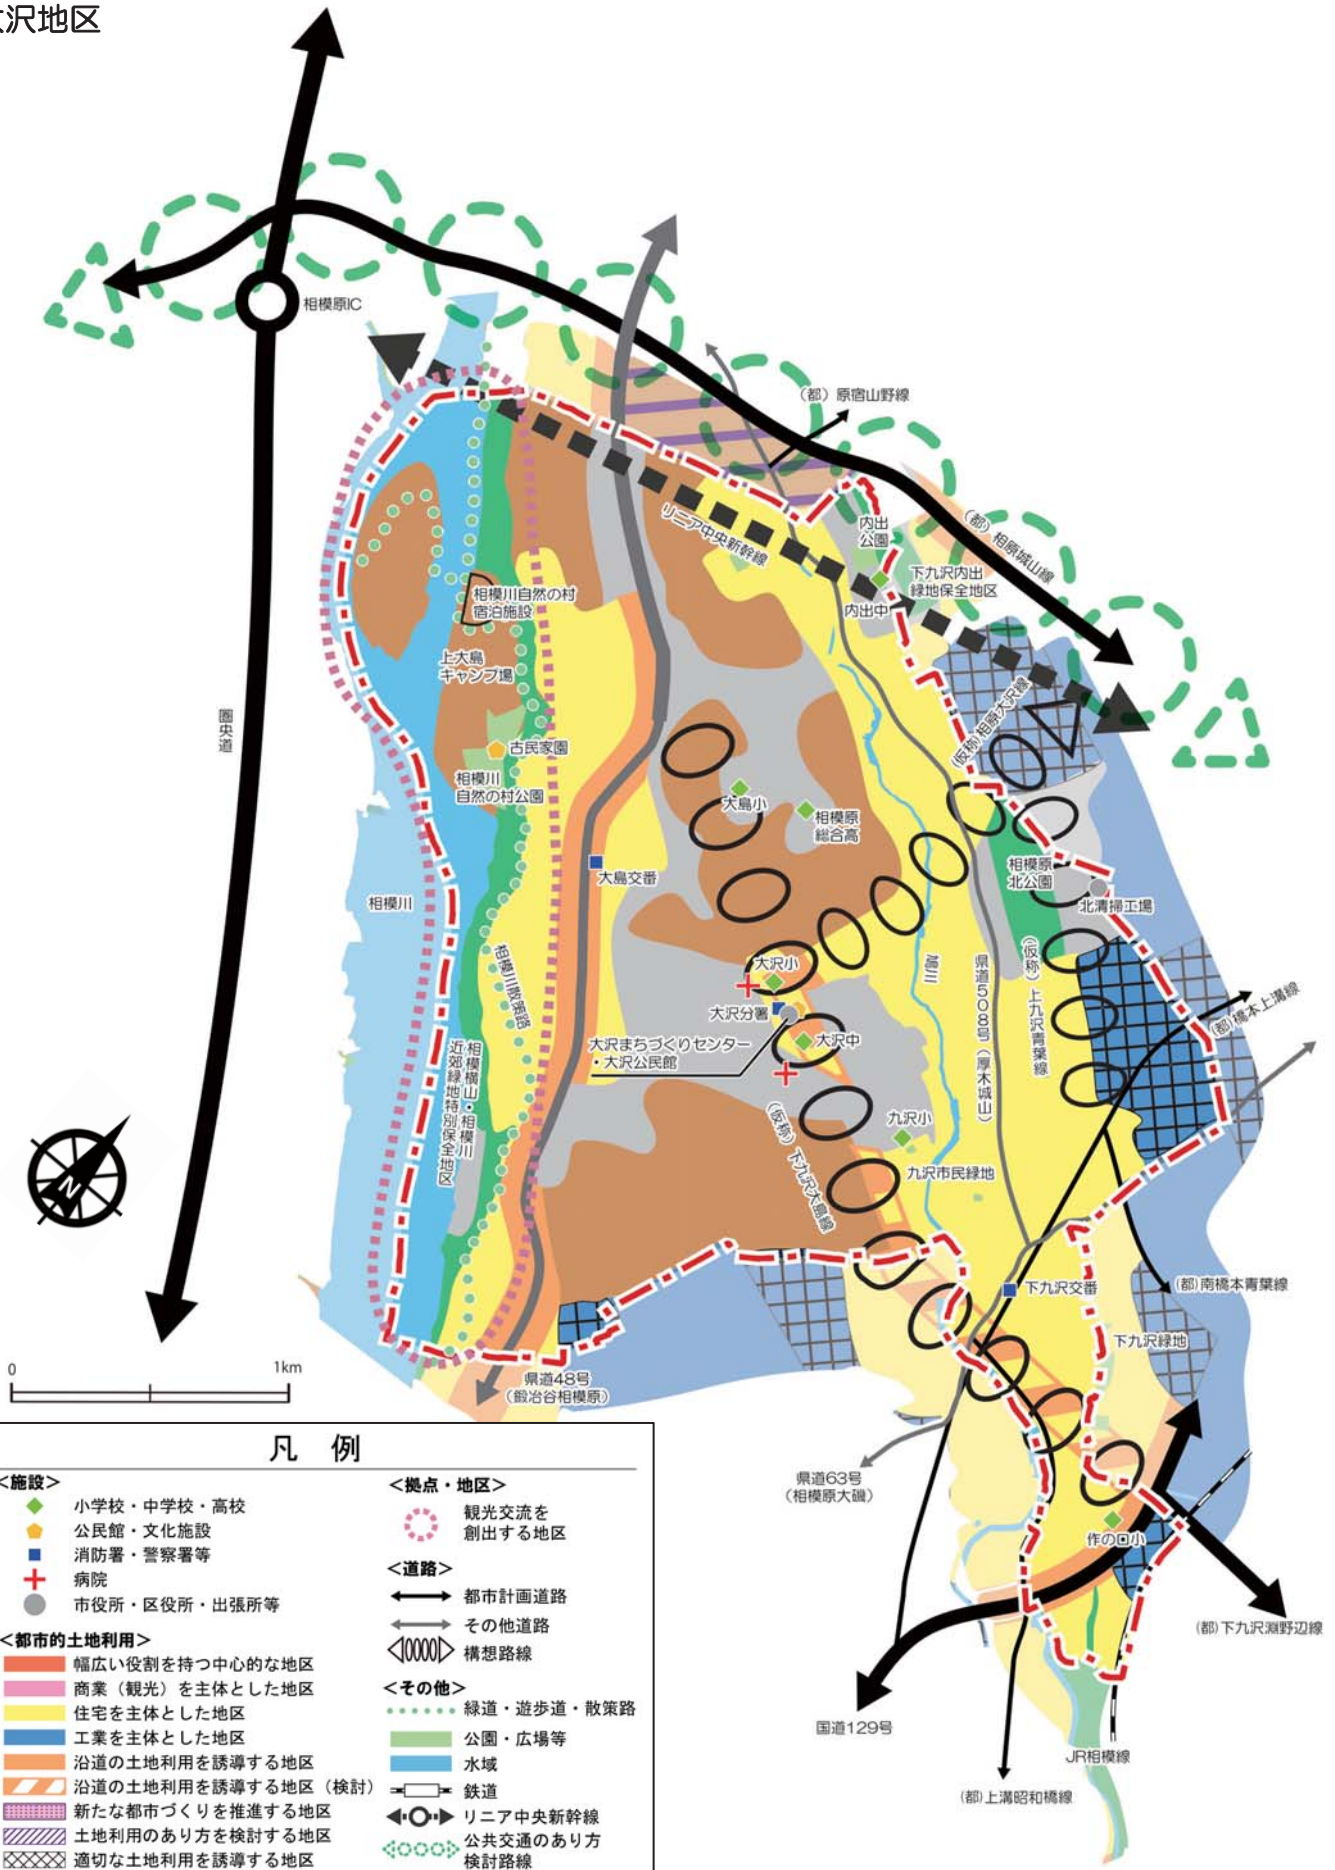 沢地区
相模原IC
(都)原宿山野線
リニア中央新幹線
内出
公園
(都)相原城山線
下九沢内出
緑地保全地区
内出中
相模川自然の村
宿泊施設
上大島
キャンプ場
(仮称)相原大沢線
圏央道
古民家園
相模川
自然の村公園
大島小
相模原
総合高
大島交番
相模原
北公園
北清掃工場
相模川
相模川散策路
大沢小
旭川
県道508号(厚木城山)
(仮称)上九沢青葉線
大沢分署
(都)橋本上溝線
大沢まちづくりセンター
・大沢公民館
大沢中
相模横山・相模川
近郊緑地特別保全地区
(仮称)下九沢大島線
九沢小
九沢市民緑地
N
下九沢交番
(都)南橋本青葉線
下九沢緑地
0
1km
県道48号
(鍛冶谷相模原)
県道63号
(相模原大磯)
作の口小
(都)下九沢淵野辺線
国道129号
JR相模線
(都)上溝昭和橋線
凡 例
<施設>
小学校・中学校・高校
公民館・文化施設
消防署・警察署等
病院
市役所・区役所・出張所等
<都市的土地利用>
幅広い役割を持つ中心的な地区
商業(観光)を主体とした地区
住宅を主体とした地区
工業を主体とした地区
沿道の土地利用を誘導する地区
沿道の土地利用を誘導する地区(検討)
新たな都市づくりを推進する地区
土地利用のあり方を検討する地区
適切な土地利用を誘導する地区
<拠点・地区>
観光交流を
創出する地区
<道路>
都市計画道路
その他道路
構想路線
<その他>
緑道・遊歩道・散策路
公園・広場等
水域
鉄道
リニア中央新幹線
公共交通のあり方
検討路線